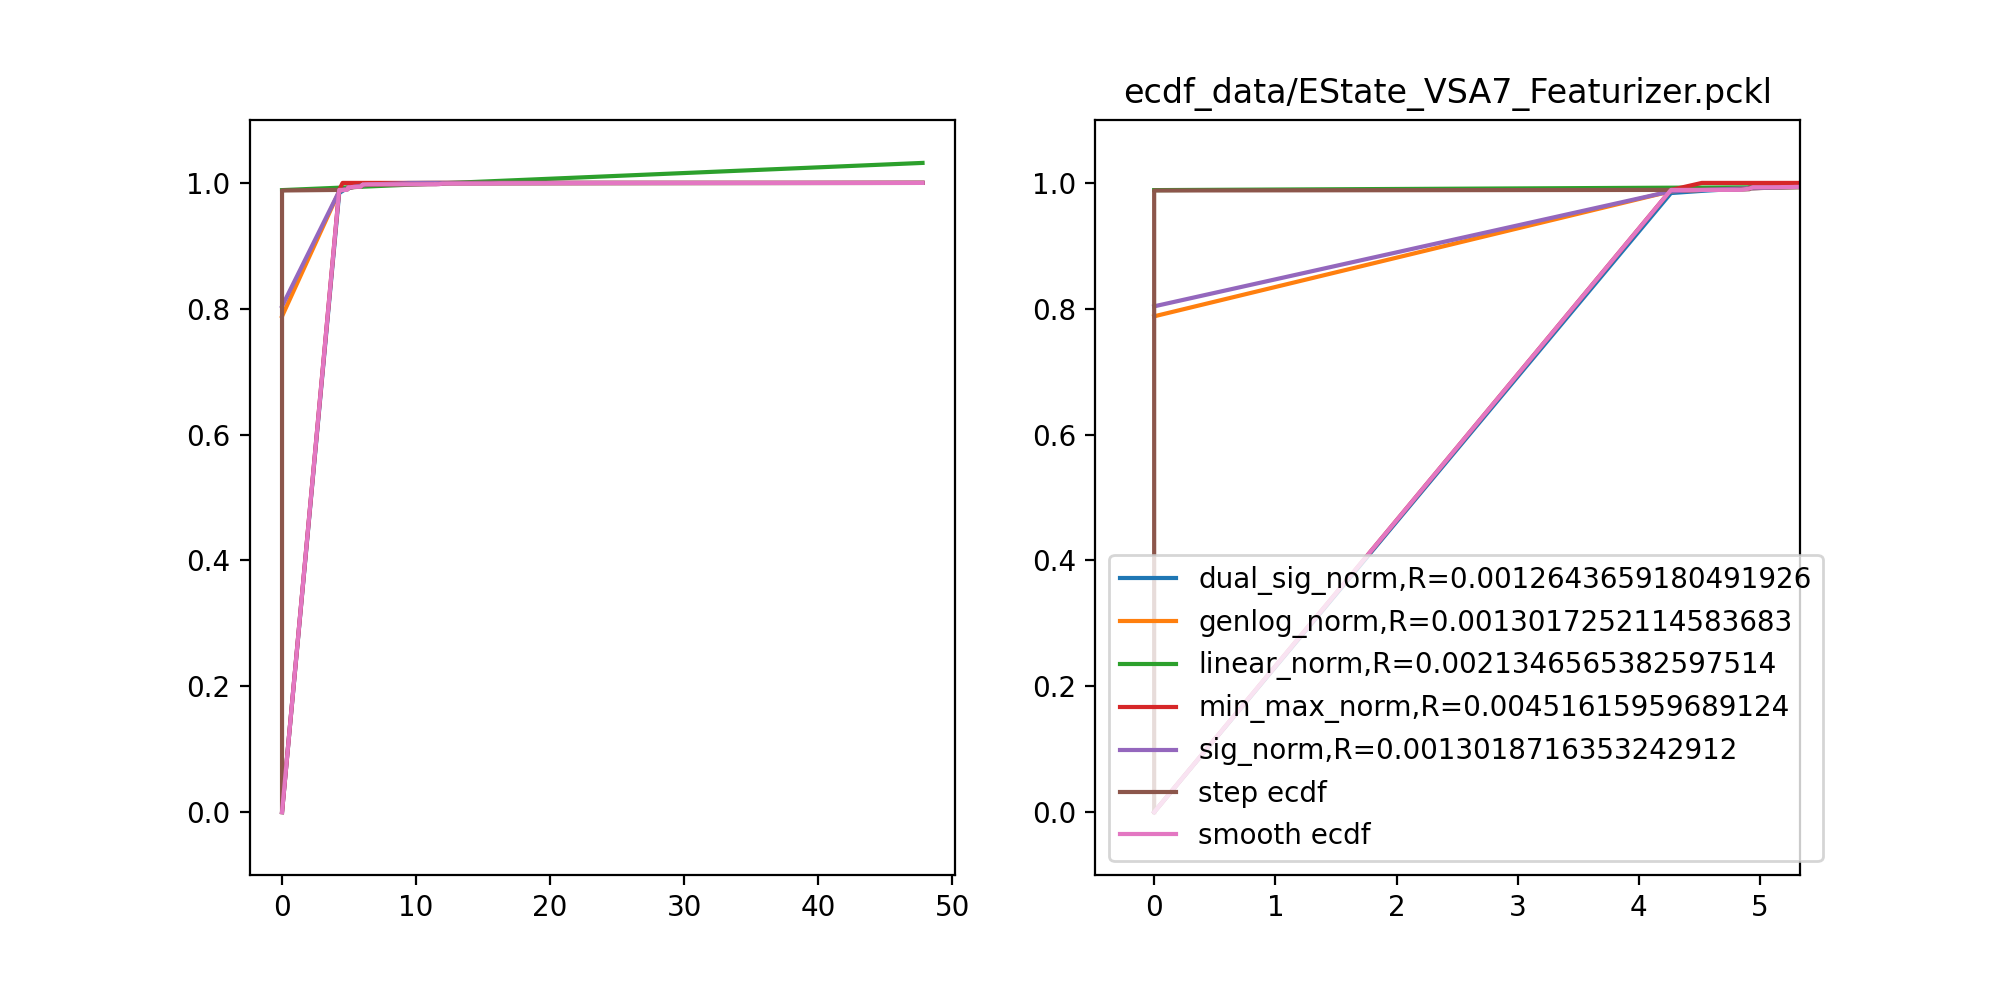 ecdf_data/EState_VSA7_Featurizer.pckl
1.0
0.8
0.6
0.4
0.2
0.0
0 10 20 30 40 50
1.0
0.8
0.6
0.4
0.2
0.0
0 1 2 3 4 5
dual_sig_norm,R=0.0012643659180491926
genlog_norm,R=0.0013017252114583683
linear_norm,R=0.0021346565382597514
min_max_norm,R=0.00451615959689124
sig_norm,R=0.0013018716353242912
step ecdf
smooth ecdf